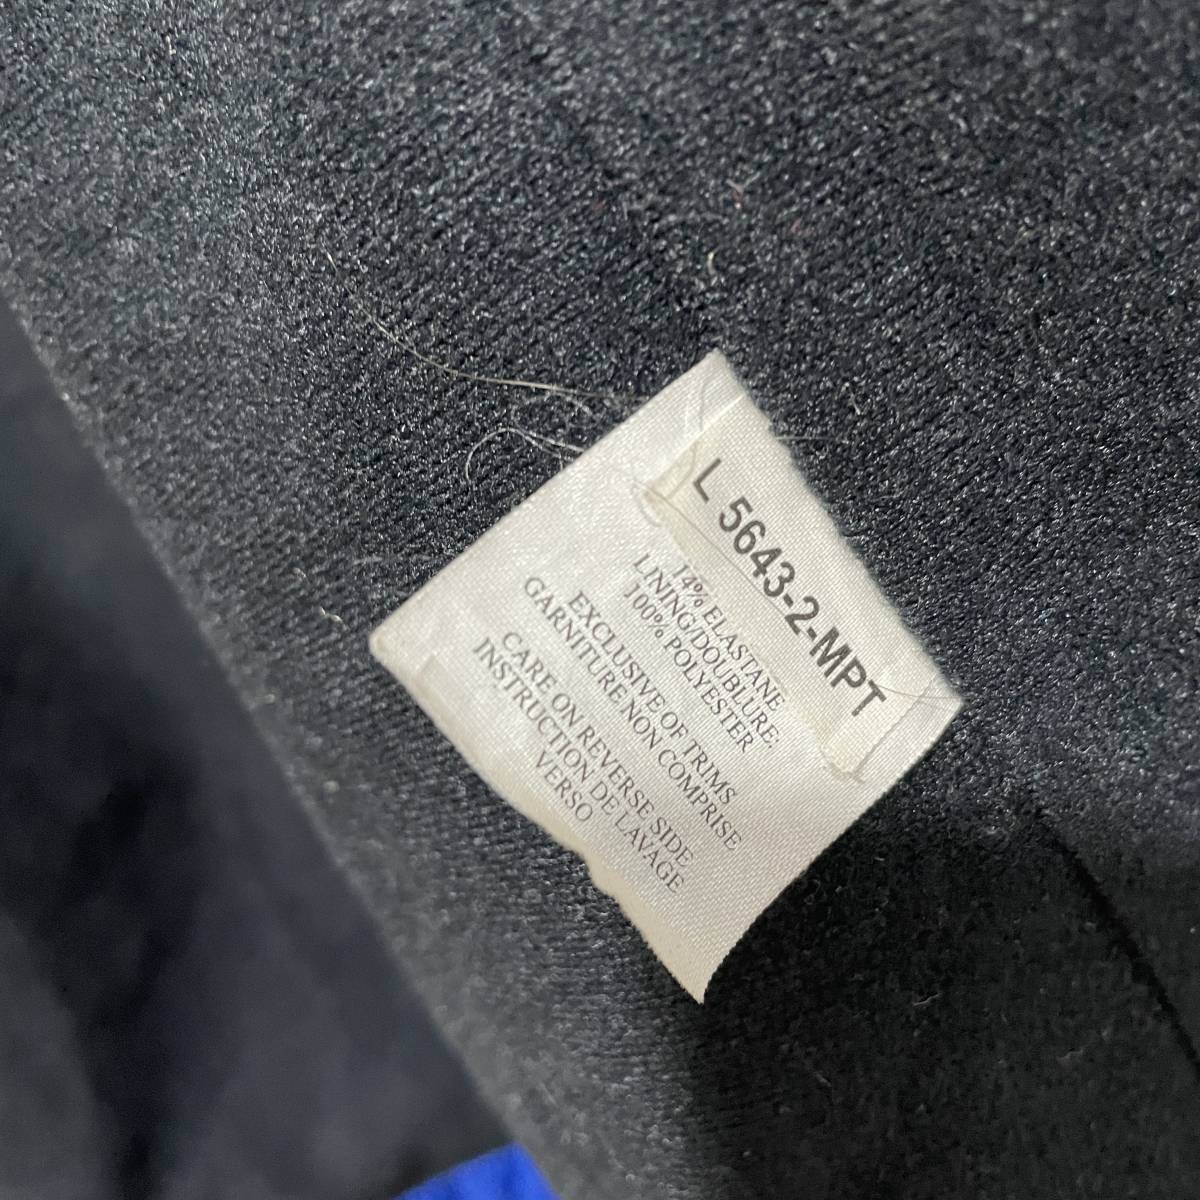 L 5643-2-MPT
14% ELASTANE
LINING/DOUBLURE:
100% POLYESTER
EXCLUSIVE OF TRIMS
GARNITURE NON COMPRISE
CARE ON REVERSE SIDE
INSTRUCTION DE LAVAGE
VERSO